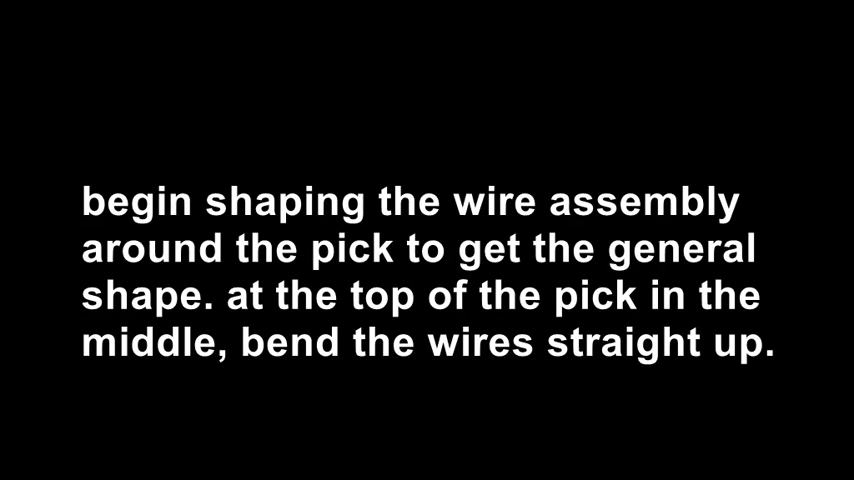 begin shaping the wire assembly
around the pick to get the general
shape. at the top of the pick in the
middle, bend the wires straight up.